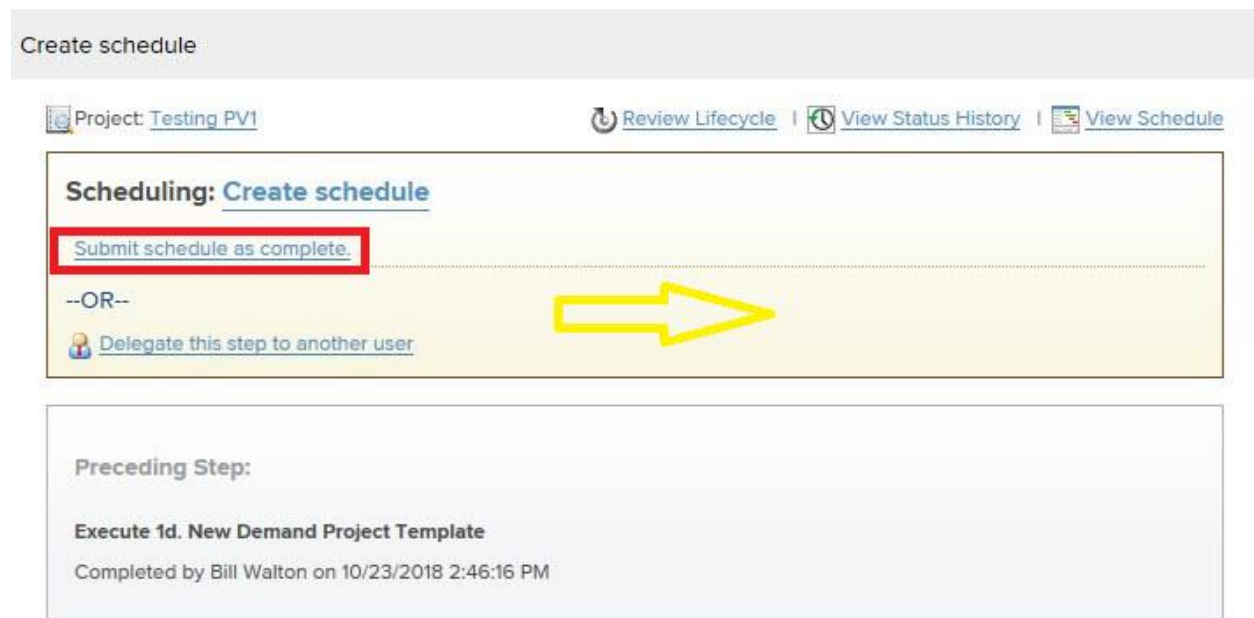 Create schedule
Project: Testing PV1 Review Lifecycle | View Status History | View Schedule
Scheduling: Create schedule
Submit schedule as complete.
--OR--
Delegate this step to another user
Preceding Step:
Execute 1d. New Demand Project Template
Completed by Bill Walton on 10/23/2018 2:46:16 PM